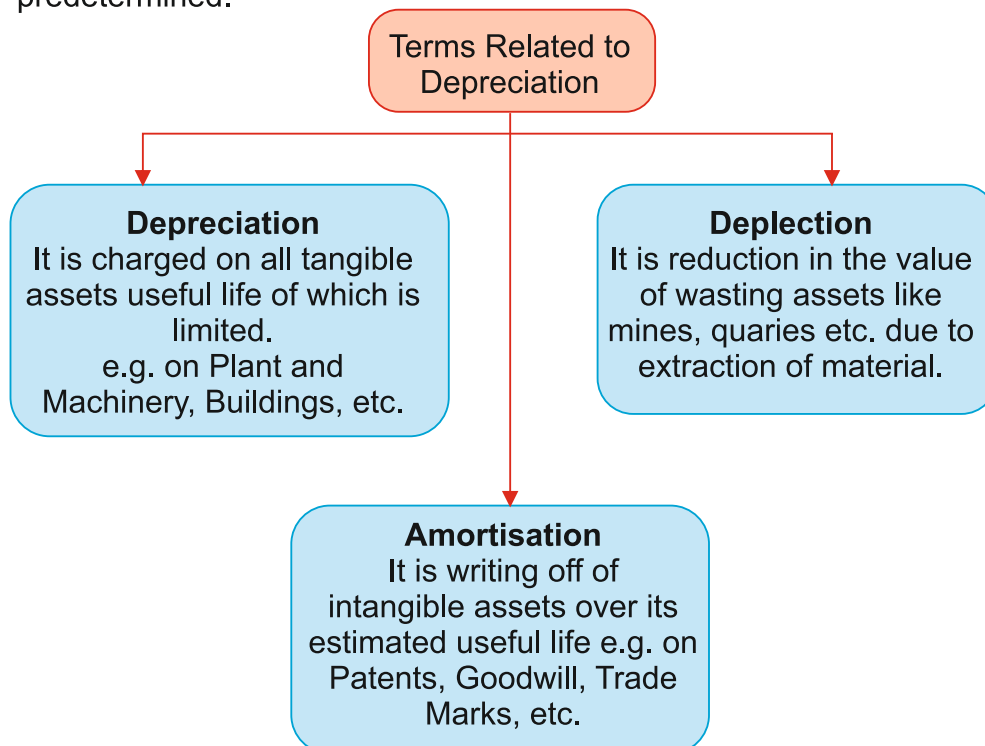 predetermined.
Terms Related to
Depreciation
Depreciation
It is charged on all tangible
assets useful life of which is
limited.
e.g. on Plant and
Machinery, Buildings, etc.
Deplection
It is reduction in the value
of wasting assets like
mines, quaries etc. due to
extraction of material.
Amortisation
It is writing off of
intangible assets over its
estimated useful life e.g. on
Patents, Goodwill, Trade
Marks, etc.